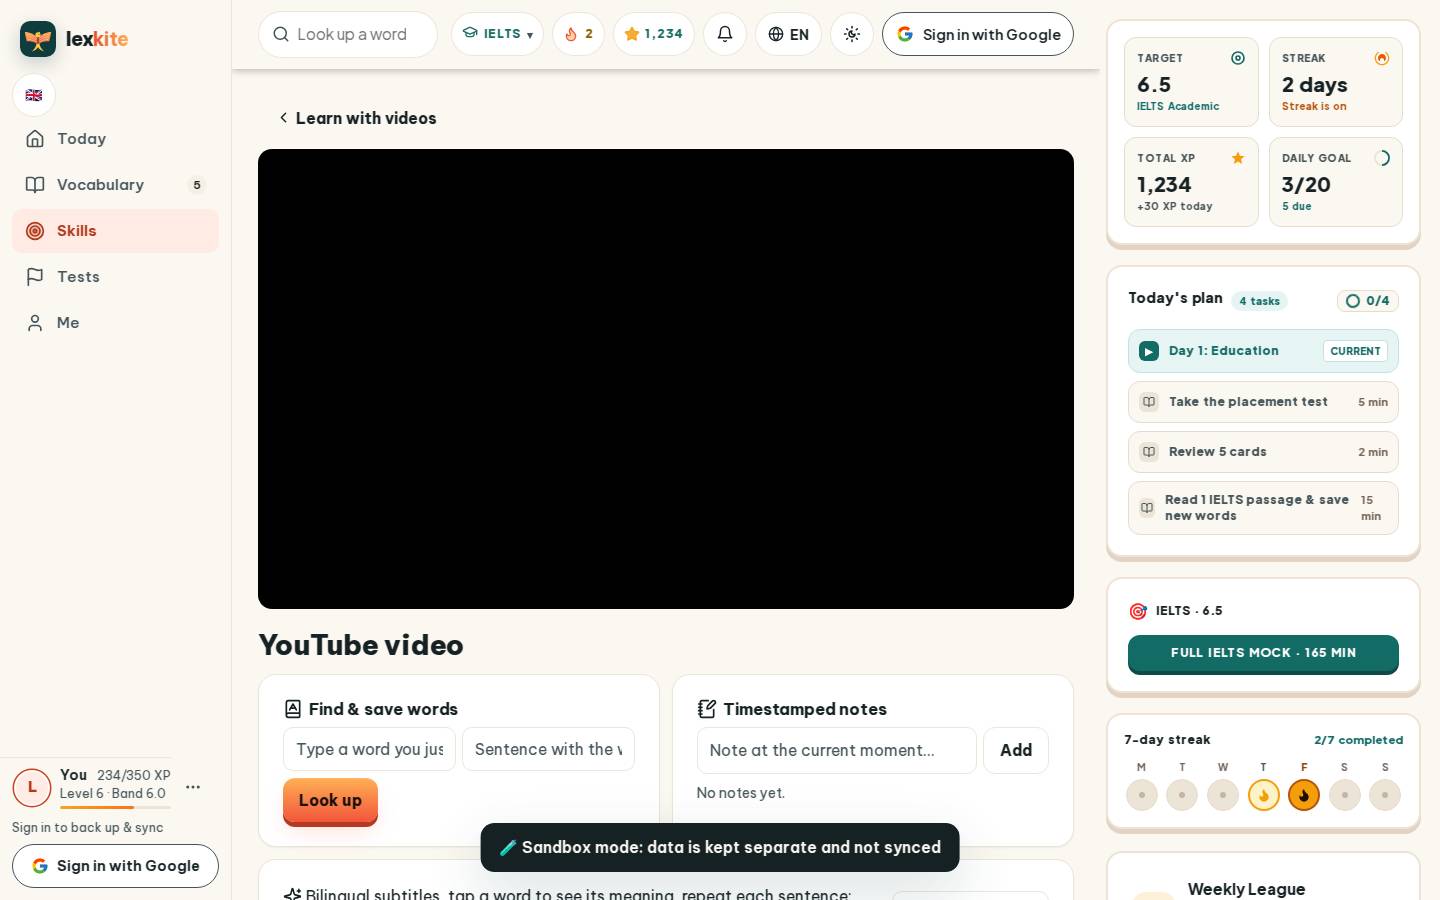 lexkite
Today
Vocabulary 5
Skills
Tests
Me
You 234/350 XP
Level 6 · Band 6.0
L
Sign in to back up & sync
Sign in with Google
Look up a word
IELTS ▾
2
1,234
EN
Sign in with Google
Learn with videos
YouTube video
Find & save words
Type a word you jus
Sentence with the w
Look up
Timestamped notes
Note at the current moment...
Add
No notes yet.
Sandbox mode: data is kept separate and not synced
Bilingual subtitles, tap a word to see its meaning, repeat each sentence:
TARGET
6.5
IELTS Academic
STREAK
2 days
Streak is on
TOTAL XP
1,234
+30 XP today
DAILY GOAL
3/20
5 due
Today's plan 4 tasks 0/4
Day 1: Education CURRENT
Take the placement test 5 min
Review 5 cards 2 min
Read 1 IELTS passage & save new words 15 min
IELTS · 6.5
FULL IELTS MOCK · 165 MIN
7-day streak 2/7 completed
M T W T F S S
Weekly League